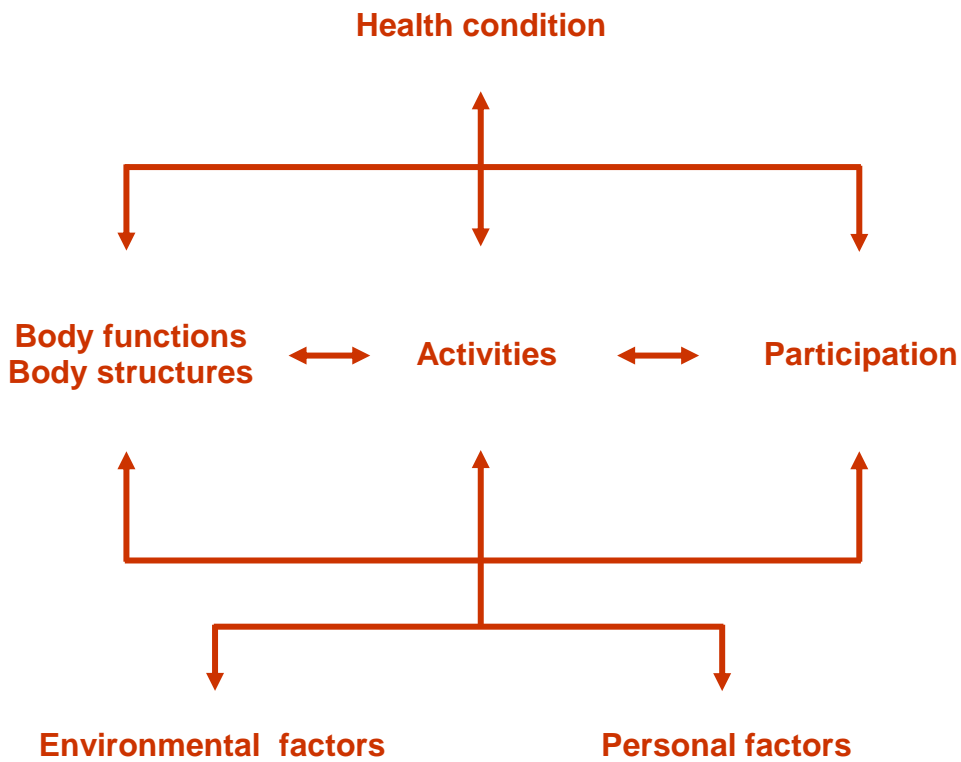 Health condition
Body functions
Body structures
Activities
Participation
Environmental factors
Personal factors